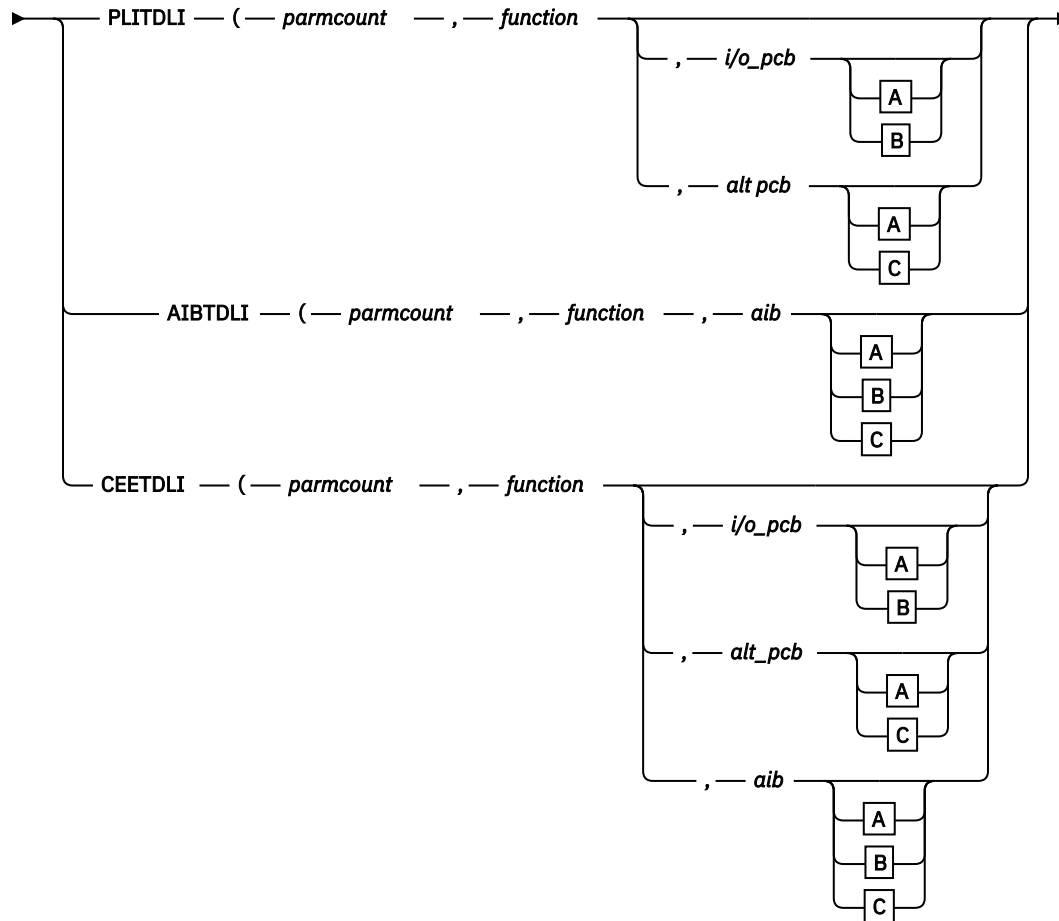 PLITDLI ( parmcount , function
, i/o_pcb
A
B
, alt pcb
A
C
AIBTDLI ( parmcount , function , aib
A
B
C
CEETDLI ( parmcount , function
, i/o_pcb
A
B
, alt_pcb
A
C
, aib
A
B
C